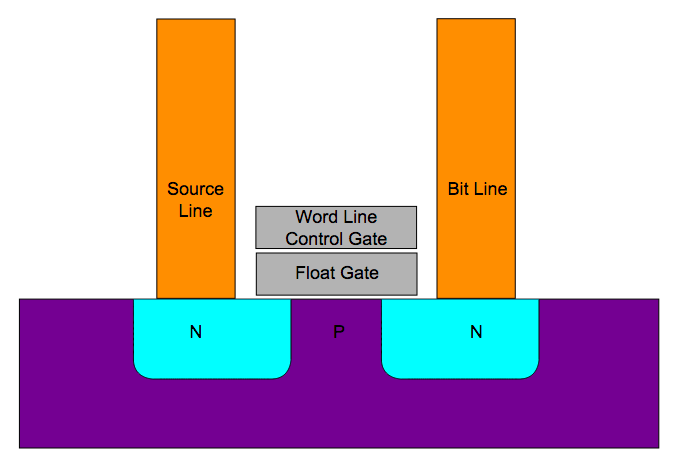 Source
Line
Bit Line
Word Line
Control Gate
Float Gate
N
P
N